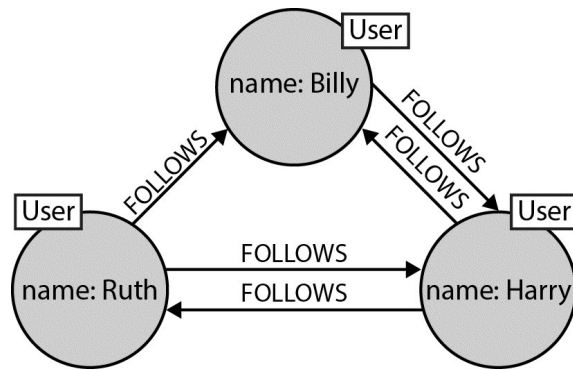 User
name: Billy
FOLLOWS
FOLLOWS
FOLLOWS
User
User
name: Ruth
FOLLOWS
FOLLOWS
name: Harry